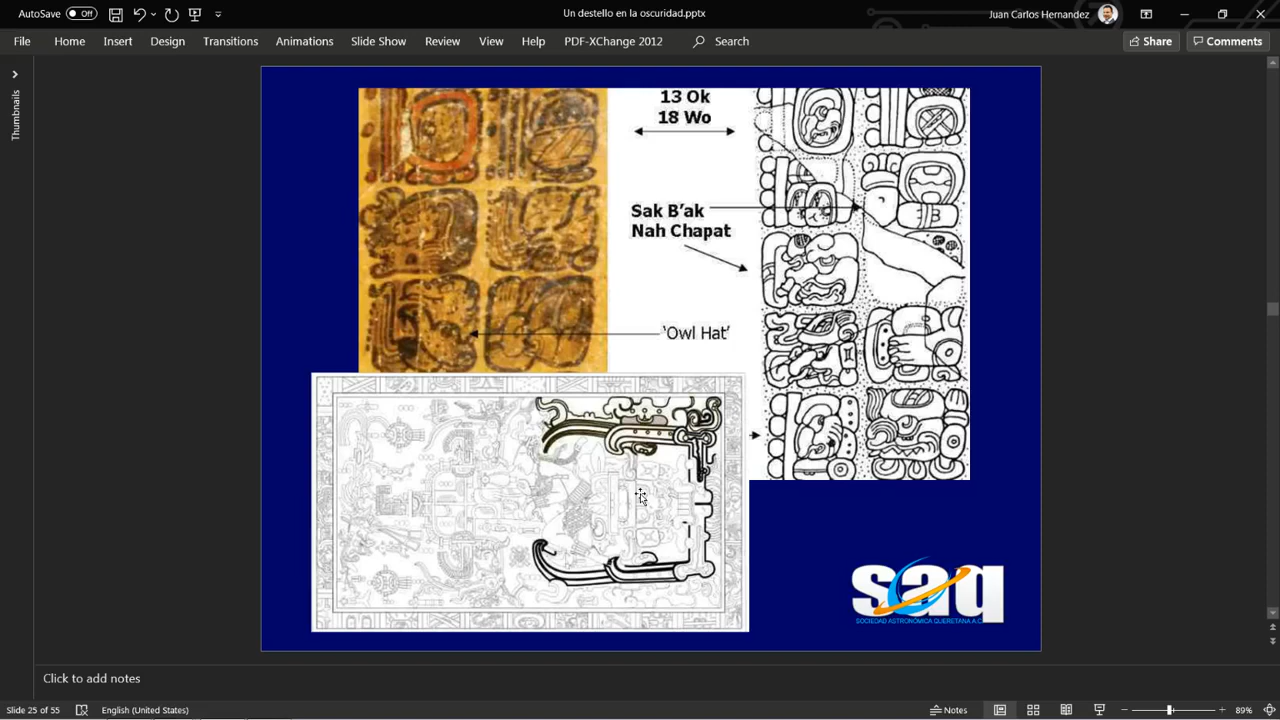 AutoSave Off
Un destello en la oscuridad.pptx
Juan Carlos Hernandez
File Home Insert Design Transitions Animations Slide Show Review View Help PDF-XChange 2012 Search Share Comments
Thumbnails
13 Ok
18 Wo
Sak B’ak
Nah Chapat
‘Owl Hat’
saq
SOCIEDAD ASTRONÓMICA QUERETANA A.C.
Click to add notes
Slide 25 of 55 English (United States) Notes 89%